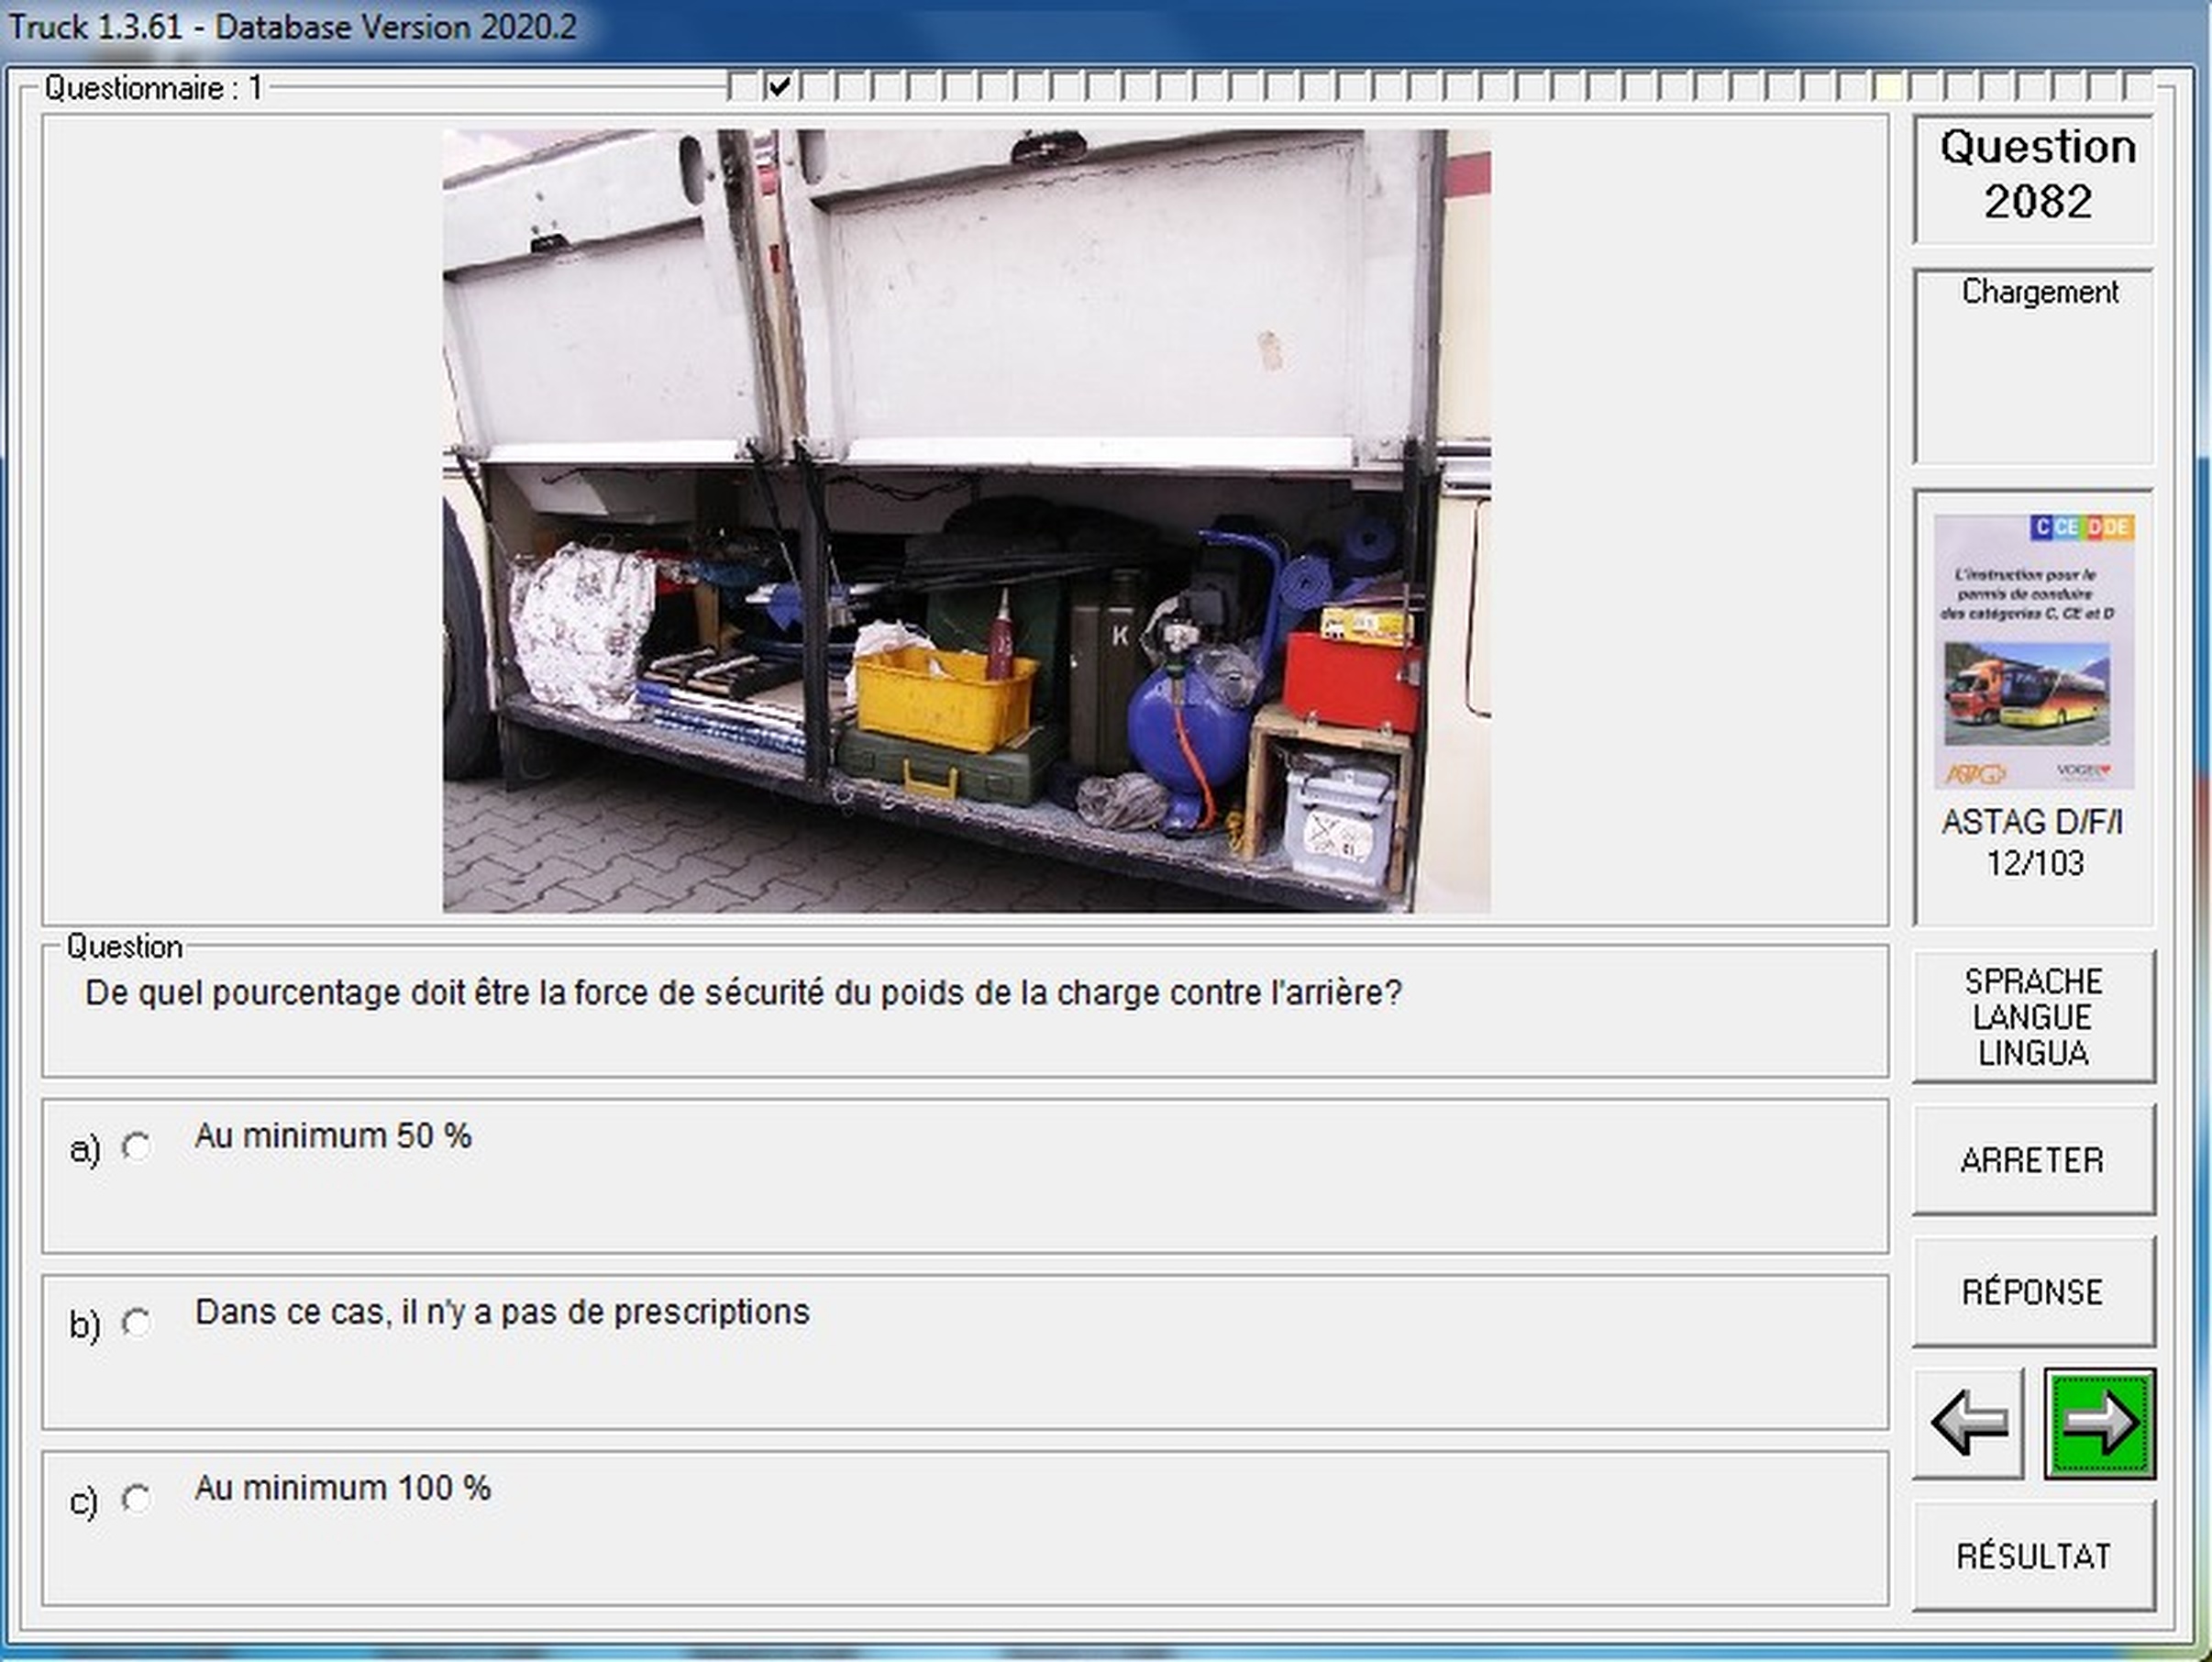 Truck 1.3.61 - Database Version 2020.2
Questionnaire : 1
K
Question
2082
Chargement
C CE D DE
L'instruction pour le
permis de conduire
des catégories C, CE et D
ASTAG
VOGEL
ASTAG D/F/I
12/103
Question
De quel pourcentage doit être la force de sécurité du poids de la charge contre l'arrière?
a) Au minimum 50 %
b) Dans ce cas, il n'y a pas de prescriptions
c) Au minimum 100 %
SPRACHE
LANGUE
LINGUA
ARRETER
RÉPONSE
RÉSULTAT